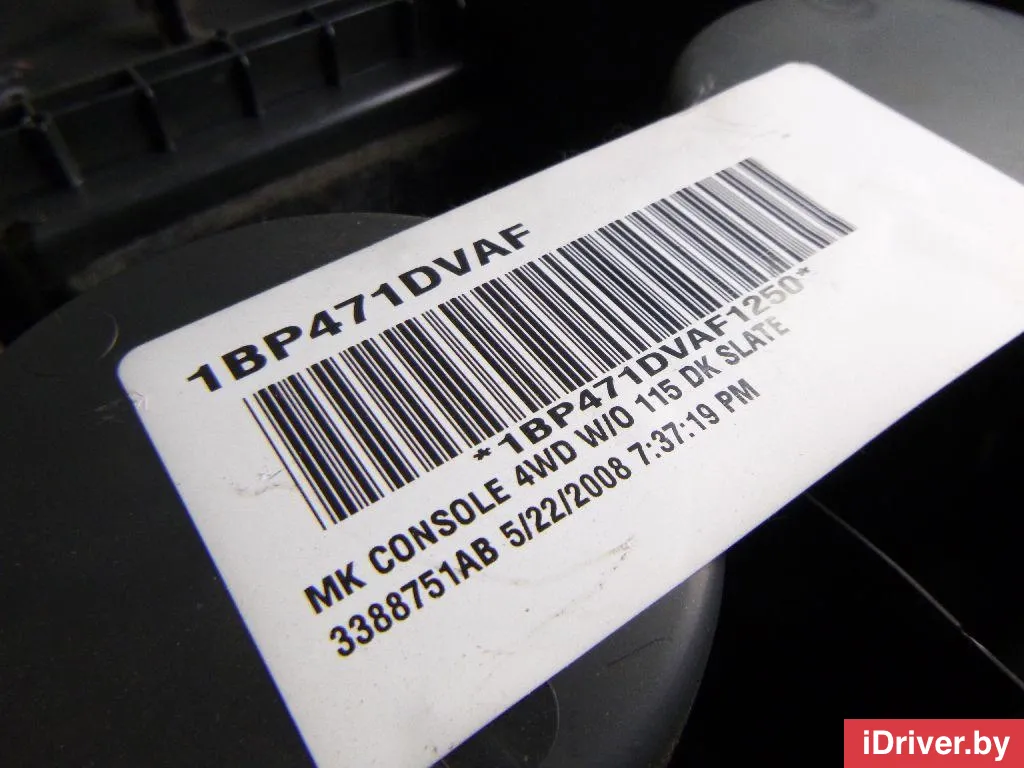 1BP471DVAF
*1BP471DVAF1250*
MK CONSOLE 4WD W/O 115 DK SLATE
3388751AB 5/22/2008 7:37:19 PM
iDriver.by